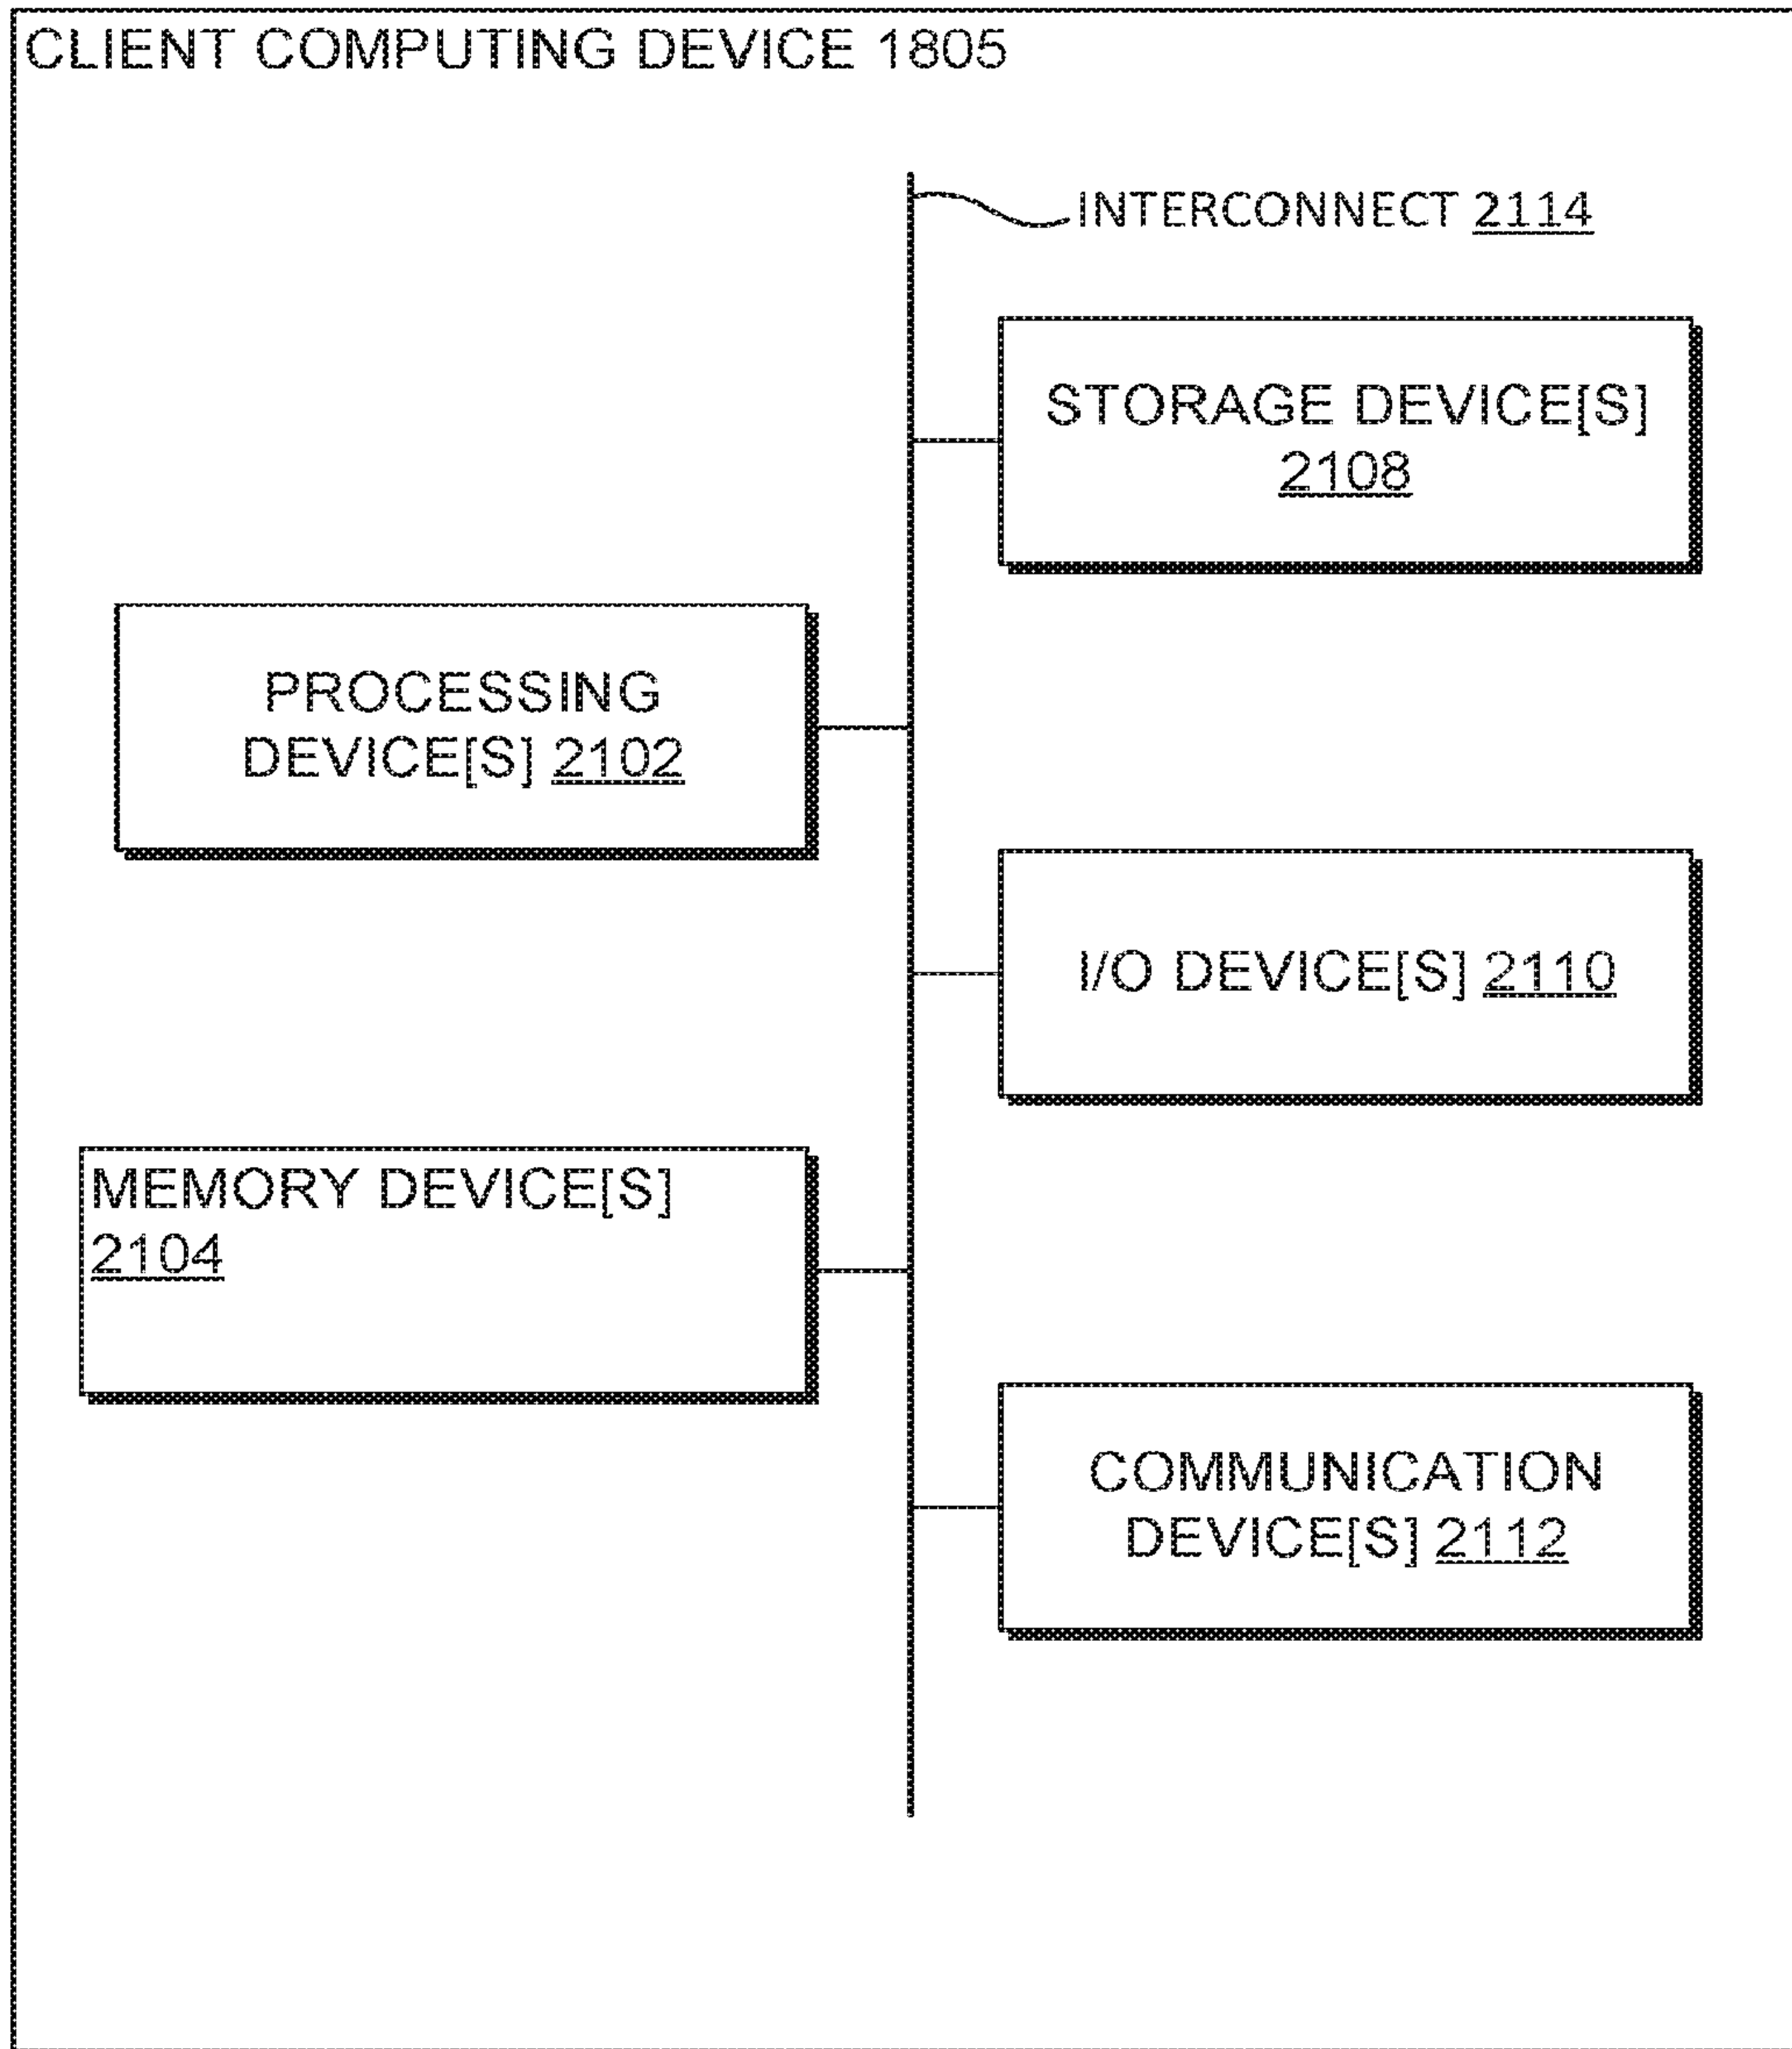 CLIENT COMPUTING DEVICE 1805
INTERCONNECT 2114
STORAGE DEVICE[S]
2108
PROCESSING
DEVICE[S] 2102
I/O DEVICE[S] 2110
MEMORY DEVICE[S]
2104
COMMUNICATION
DEVICE[S] 2112